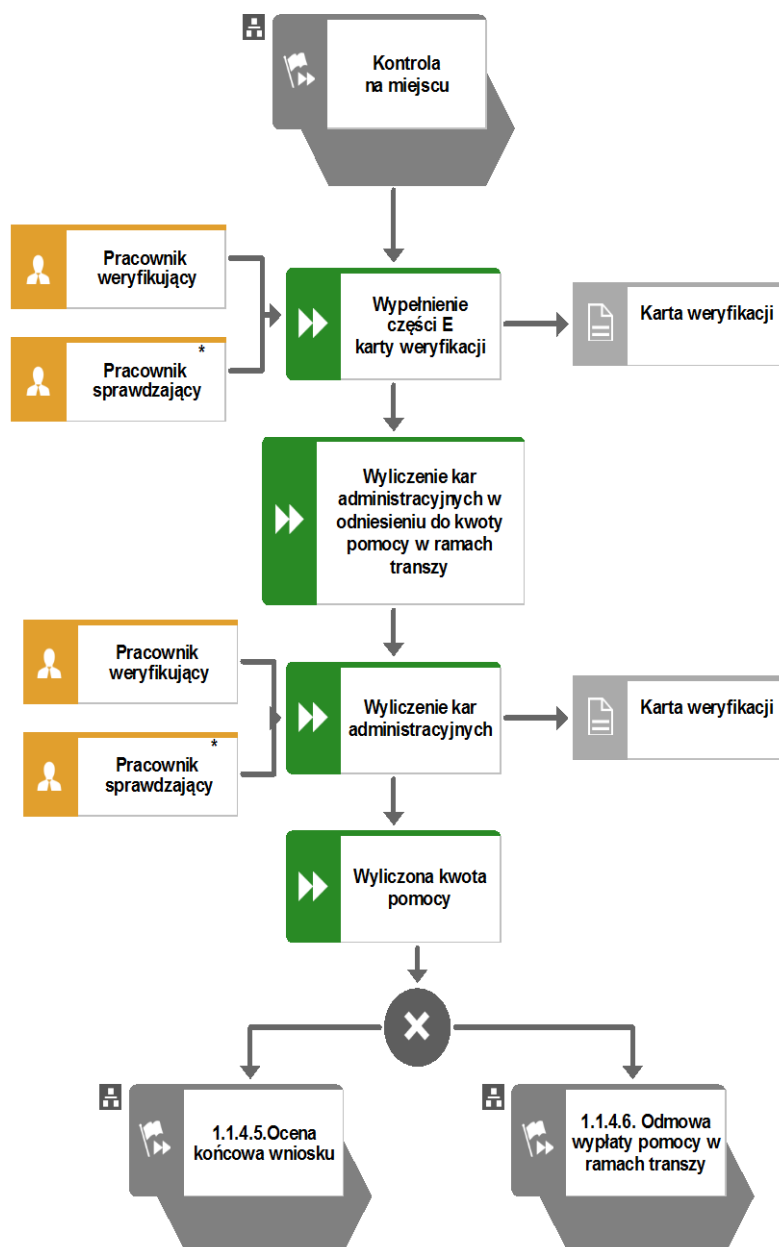 Kontrola
na miejscu
Pracownik
weryfikujący
Pracownik *
sprawdzający
Wypełnienie
części E
karty weryfikacji
Karta weryfikacji
Wyliczenie kar
administracyjnych w
odniesieniu do kwoty
pomocy w ramach
transzy
Pracownik
weryfikujący
Pracownik *
sprawdzający
Wyliczenie kar
administracyjnych
Karta weryfikacji
Wyliczona kwota
pomocy
1.1.4.5.Ocena
końcowa wniosku
1.1.4.6. Odmowa
wypłaty pomocy w
ramach transzy